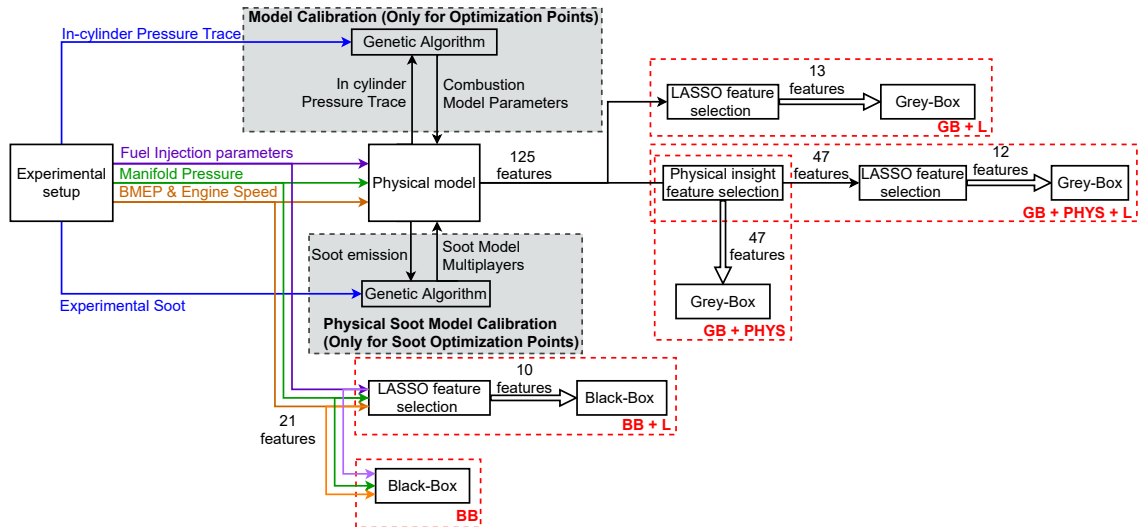 Model Calibration (Only for Optimization Points)
In-cylinder Pressure Trace
Genetic Algorithm
In cylinder
Pressure Trace
Combustion
Model Parameters
13
features
LASSO feature
selection
Grey-Box
GB + L
Experimental
setup
Fuel Injection parameters
Manifold Pressure
BMEP & Engine Speed
Physical model
125
features
Physical insight
feature selection
47
features
LASSO feature
selection
12
features
Grey-Box
GB + PHYS + L
47
features
Grey-Box
GB + PHYS
Soot emission
Soot Model
Multiplayers
Genetic Algorithm
Experimental Soot
Physical Soot Model Calibration
(Only for Soot Optimization Points)
LASSO feature
selection
10
features
Black-Box
BB + L
21
features
Black-Box
BB